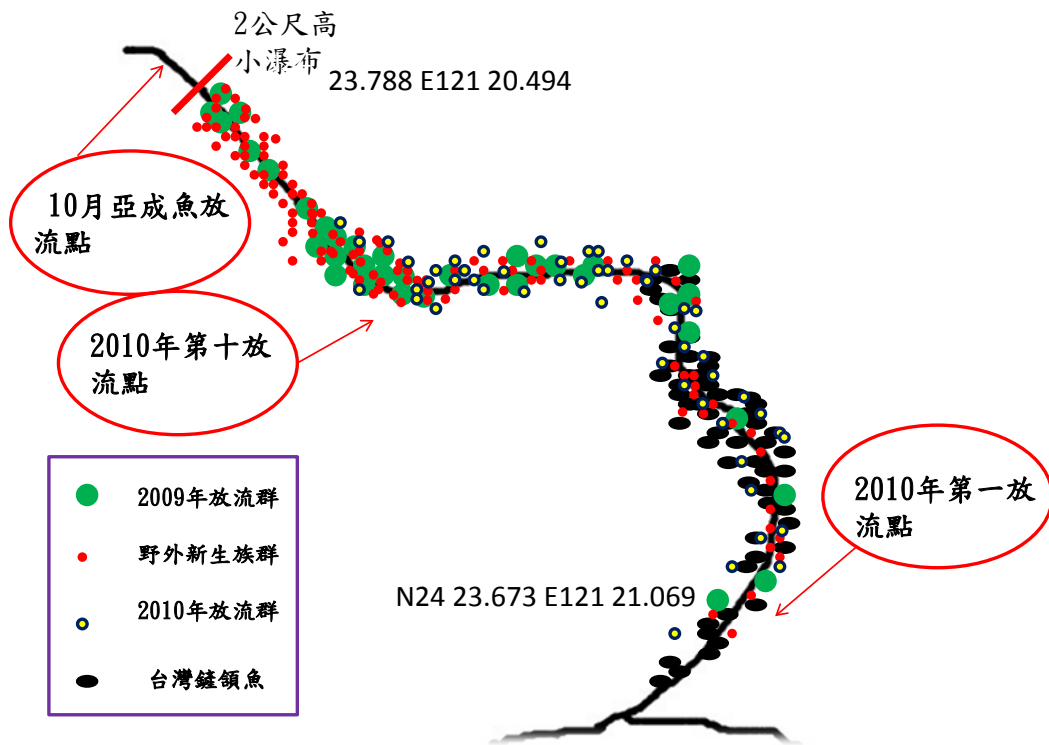 2公尺高
小瀑布
23.788 E121 20.494
10月亞成魚放
流點
2010年第十放
流點
2009年放流群
野外新生族群
2010年放流群
台灣鏟頜魚
2010年第一放
流點
N24 23.673 E121 21.069